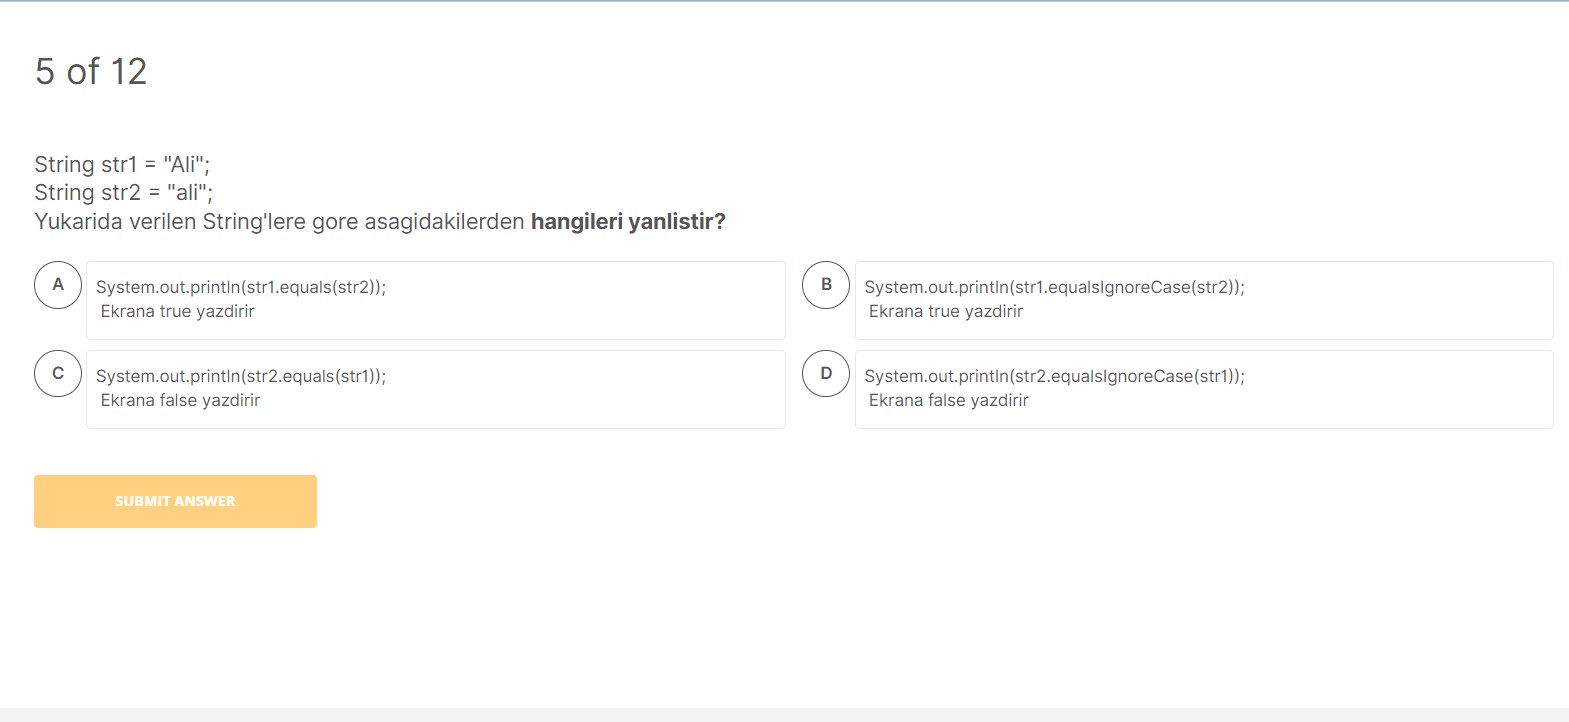 5 of 12
String str1 = "Ali";
String str2 = "ali";
Yukarida verilen String'lere gore asagidakilerden hangileri yanlistir?
A
System.out.println(str1.equals(str2));
Ekrana true yazdirir
B
System.out.println(str1.equalsIgnoreCase(str2));
Ekrana true yazdirir
C
System.out.println(str2.equals(str1));
Ekrana false yazdirir
D
System.out.println(str2.equalsIgnoreCase(str1));
Ekrana false yazdirir
SUBMIT ANSWER